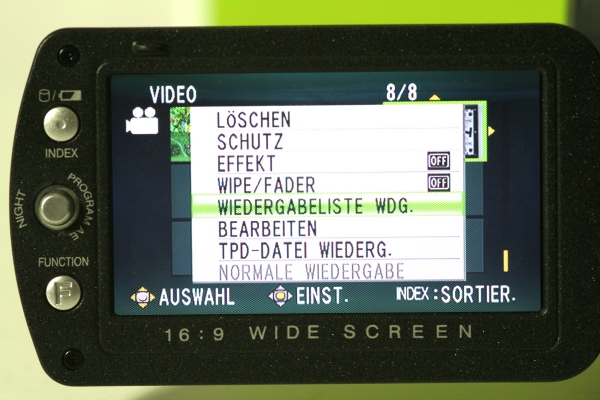 VIDEO 8/8
INDEX
NIGHT
PROGRAM AE
FUNCTION
F
LÖSCHEN
SCHUTZ
EFFEKT OFF
WIPE/FADER OFF
WIEDERGABELISTE WDG.
BEARBEITEN
TPD-DATEI WIEDERG.
NORMALE WIEDERGABE
AUSWAHL EINST. INDEX:SORTIER.
16:9 WIDE SCREEN